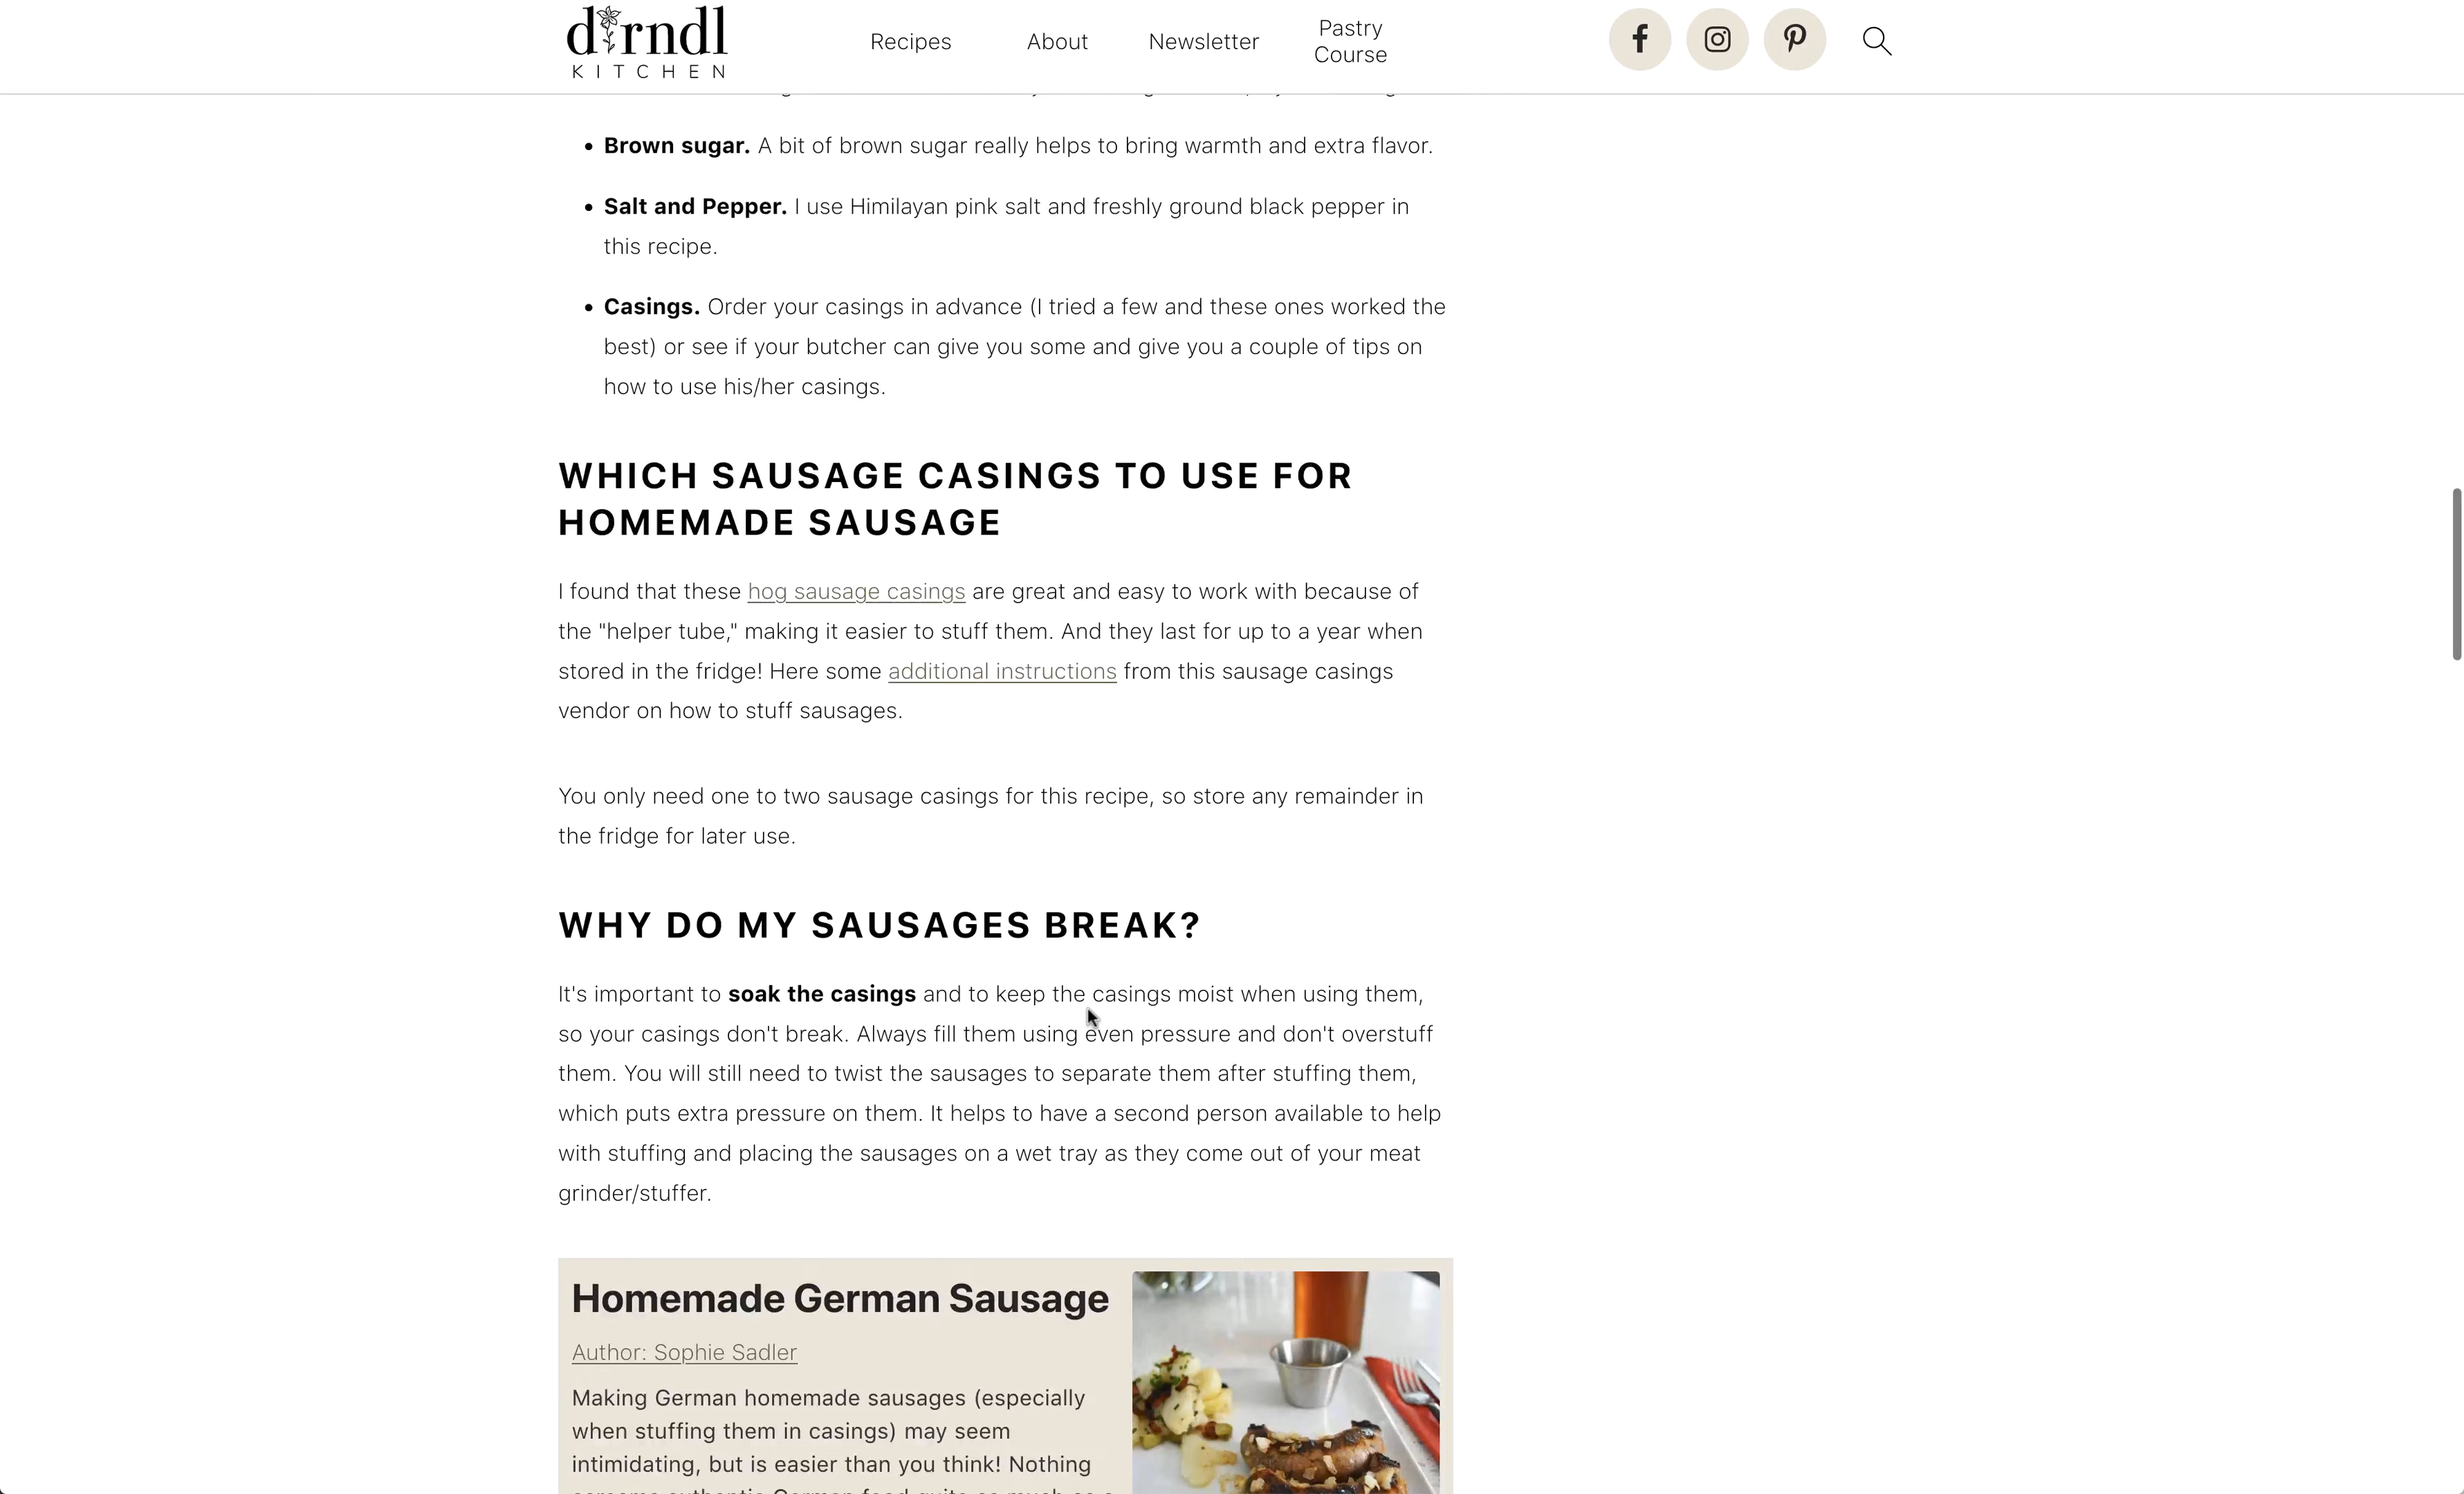 dirndl
KITCHEN
Recipes
About
Newsletter
Pastry
Course
• Brown sugar. A bit of brown sugar really helps to bring warmth and extra flavor.
• Salt and Pepper. I use Himilayan pink salt and freshly ground black pepper in
this recipe.
• Casings. Order your casings in advance (I tried a few and these ones worked the
best) or see if your butcher can give you some and give you a couple of tips on
how to use his/her casings.
WHICH SAUSAGE CASINGS TO USE FOR
HOMEMADE SAUSAGE
I found that these hog sausage casings are great and easy to work with because of
the "helper tube," making it easier to stuff them. And they last for up to a year when
stored in the fridge! Here some additional instructions from this sausage casings
vendor on how to stuff sausages.
You only need one to two sausage casings for this recipe, so store any remainder in
the fridge for later use.
WHY DO MY SAUSAGES BREAK?
It's important to soak the casings and to keep the casings moist when using them,
so your casings don't break. Always fill them using even pressure and don't overstuff
them. You will still need to twist the sausages to separate them after stuffing them,
which puts extra pressure on them. It helps to have a second person available to help
with stuffing and placing the sausages on a wet tray as they come out of your meat
grinder/stuffer.
Homemade German Sausage
Author: Sophie Sadler
Making German homemade sausages (especially
when stuffing them in casings) may seem
intimidating, but is easier than you think! Nothing